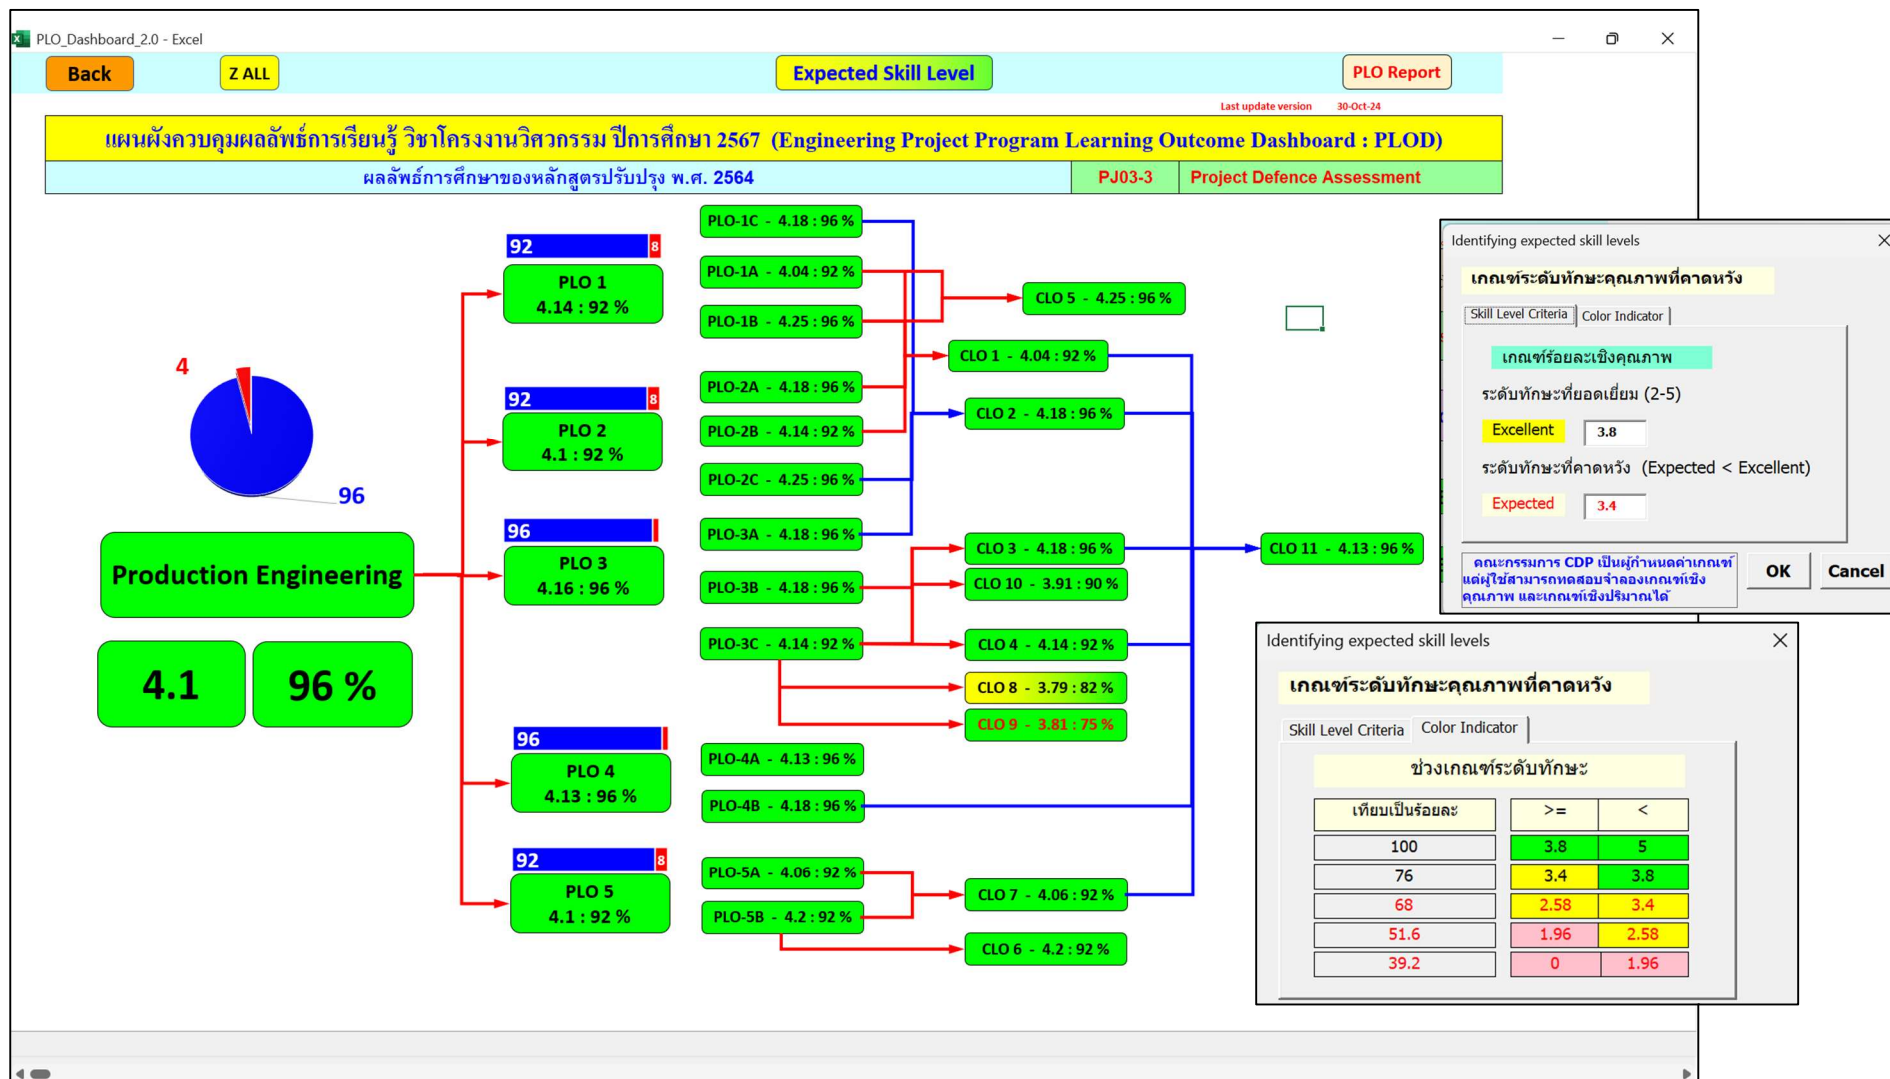 PLO_Dashboard_2.0 - Excel
Back
Z ALL
Expected Skill Level
PLO Report
Last update version 30-Oct-24
แผนผังควบคุมผลลัพธ์การเรียนรู้ วิชาโครงงานวิศวกรรม ปีการศึกษา 2567 (Engineering Project Program Learning Outcome Dashboard : PLOD)
ผลลัพธ์การศึกษาของหลักสูตรปรับปรุง พ.ศ. 2564
PJ03-3
Project Defence Assessment
4
96
Production Engineering
4.1
96 %
92
8
PLO 1
4.14 : 92 %
92
8
PLO 2
4.1 : 92 %
96
PLO 3
4.16 : 96 %
96
PLO 4
4.13 : 96 %
92
8
PLO 5
4.1 : 92 %
PLO-1C - 4.18 : 96 %
PLO-1A - 4.04 : 92 %
PLO-1B - 4.25 : 96 %
PLO-2A - 4.18 : 96 %
PLO-2B - 4.14 : 92 %
PLO-2C - 4.25 : 96 %
PLO-3A - 4.18 : 96 %
PLO-3B - 4.18 : 96 %
PLO-3C - 4.14 : 92 %
PLO-4A - 4.13 : 96 %
PLO-4B - 4.18 : 96 %
PLO-5A - 4.06 : 92 %
PLO-5B - 4.2 : 92 %
CLO 5 - 4.25 : 96 %
CLO 1 - 4.04 : 92 %
CLO 2 - 4.18 : 96 %
CLO 3 - 4.18 : 96 %
CLO 10 - 3.91 : 90 %
CLO 4 - 4.14 : 92 %
CLO 8 - 3.79 : 82 %
CLO 9 - 3.81 : 75 %
CLO 7 - 4.06 : 92 %
CLO 6 - 4.2 : 92 %
CLO 11 - 4.13 : 96 %
Identifying expected skill levels
เกณฑ์ระดับทักษะคุณภาพที่คาดหวัง
Skill Level Criteria
Color Indicator
เกณฑ์ร้อยละเชิงคุณภาพ
ระดับทักษะที่ยอดเยี่ยม (2-5)
Excellent 3.8
ระดับทักษะที่คาดหวัง (Expected < Excellent)
Expected 3.4
คณะกรรมการ CDP เป็นผู้กำหนดค่าเกณฑ์
แต่ผู้ใช้สามารถทดสอบจำลองเกณฑ์เชิง
คุณภาพ และเกณฑ์เชิงปริมาณได้
OK
Cancel
Identifying expected skill levels
เกณฑ์ระดับทักษะคุณภาพที่คาดหวัง
Skill Level Criteria
Color Indicator
ช่วงเกณฑ์ระดับทักษะ
เทียบเป็นร้อยละ >= <
100 3.8 5
76 3.4 3.8
68 2.58 3.4
51.6 1.96 2.58
39.2 0 1.96